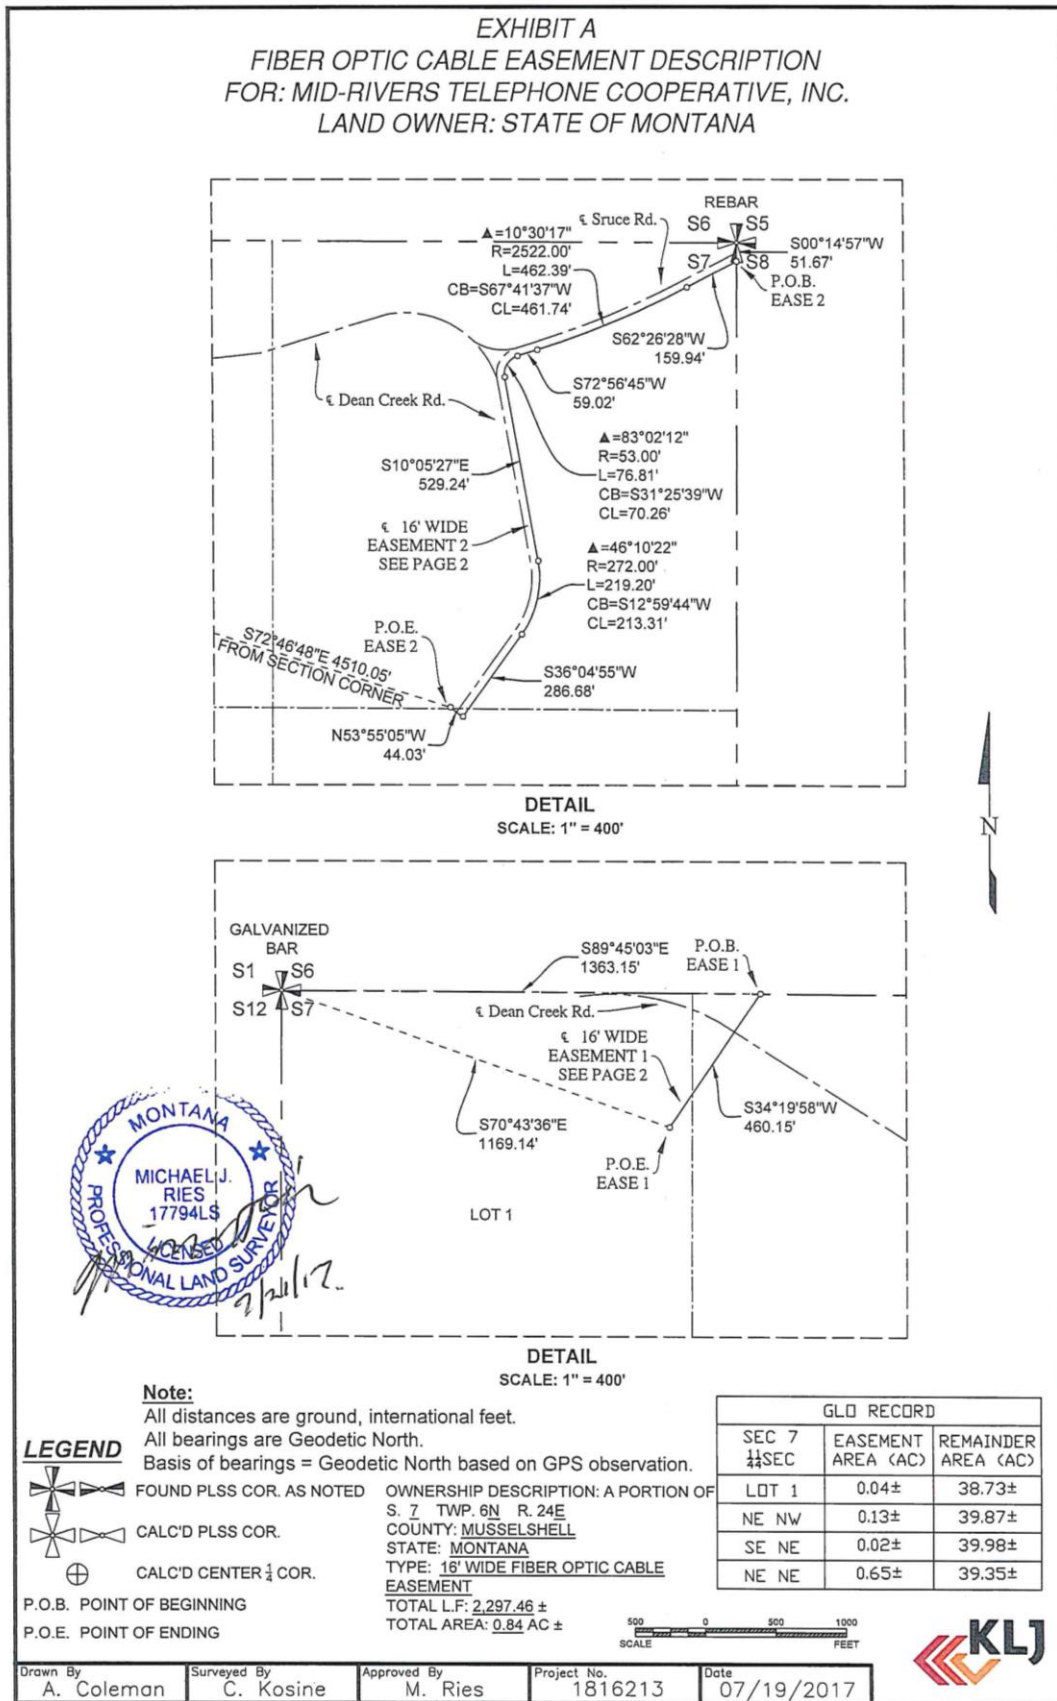 EXHIBIT A
FIBER OPTIC CABLE EASEMENT DESCRIPTION
FOR: MID-RIVERS TELEPHONE COOPERATIVE, INC.
LAND OWNER: STATE OF MONTANA
REBAR
S6 S5
S7 S8
℄ Sruce Rd.
▲=10°30'17"
R=2522.00'
L=462.39'
CB=S67°41'37"W
CL=461.74'
S00°14'57"W
51.67'
P.O.B.
EASE 2
S62°26'28"W
159.94'
S72°56'45"W
59.02'
℄ Dean Creek Rd.
▲=83°02'12"
R=53.00'
L=76.81'
CB=S31°25'39"W
CL=70.26'
S10°05'27"E
529.24'
℄ 16' WIDE
EASEMENT 2
SEE PAGE 2
▲=46°10'22"
R=272.00'
L=219.20'
CB=S12°59'44"W
CL=213.31'
P.O.E.
EASE 2
S72°46'48"E 4510.05'
FROM SECTION CORNER
S36°04'55"W
286.68'
N53°55'05"W
44.03'
DETAIL
SCALE: 1" = 400'
N
GALVANIZED
BAR
S1 S6
S12 S7
S89°45'03"E
1363.15'
P.O.B.
EASE 1
℄ Dean Creek Rd.
℄ 16' WIDE
EASEMENT 1
SEE PAGE 2
S70°43'36"E
1169.14'
S34°19'58"W
460.15'
P.O.E.
EASE 1
LOT 1
MONTANA
MICHAEL J.
RIES
17794LS
LICENSED
PROFESSIONAL LAND SURVEYOR
DETAIL
SCALE: 1" = 400'
Note:
All distances are ground, international feet.
All bearings are Geodetic North.
Basis of bearings = Geodetic North based on GPS observation.
LEGEND
FOUND PLSS COR. AS NOTED
CALC'D PLSS COR.
CALC'D CENTER ¼ COR.
P.O.B. POINT OF BEGINNING
P.O.E. POINT OF ENDING
OWNERSHIP DESCRIPTION: A PORTION OF
S. 7 TWP. 6N R. 24E
COUNTY: MUSSELSHELL
STATE: MONTANA
TYPE: 16' WIDE FIBER OPTIC CABLE
EASEMENT
TOTAL L.F: 2,297.46 ±
TOTAL AREA: 0.84 AC ±
GLO RECORD
SEC 7 ¼¼SEC EASEMENT AREA (AC) REMAINDER AREA (AC)
LOT 1 0.04± 38.73±
NE NW 0.13± 39.87±
SE NE 0.02± 39.98±
NE NE 0.65± 39.35±
500 0 500 1000
SCALE FEET
KLJ
Drawn By A. Coleman
Surveyed By C. Kosine
Approved By M. Ries
Project No. 1816213
Date 07/19/2017